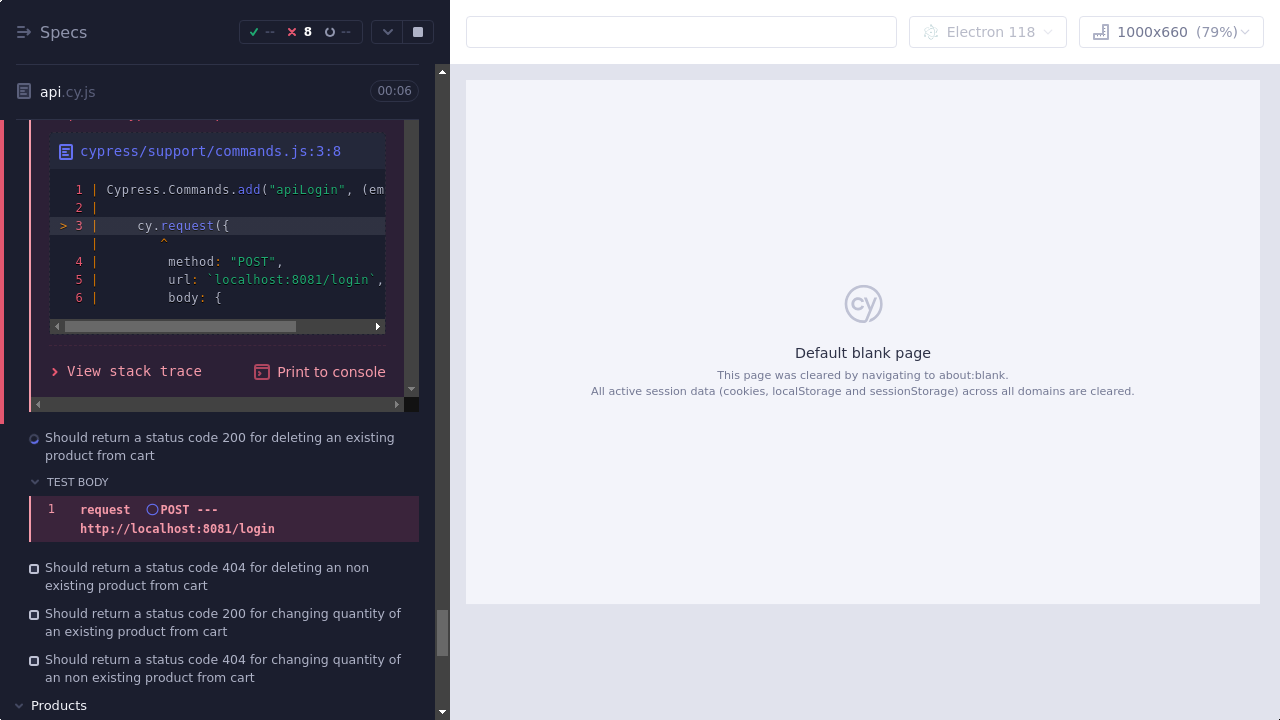 Specs
-- 8 --
Electron 118
1000x660 (79%)
api.cy.js
00:06
cypress/support/commands.js:3:8
1 | Cypress.Commands.add("apiLogin", (em
2 |
> 3 | cy.request({
| ^
4 | method: "POST",
5 | url: `localhost:8081/login`,
6 | body: {
View stack trace
Print to console
Should return a status code 200 for deleting an existing
product from cart
TEST BODY
1 request POST ---
http://localhost:8081/login
Should return a status code 404 for deleting an non
existing product from cart
Should return a status code 200 for changing quantity of
an existing product from cart
Should return a status code 404 for changing quantity of
an non existing product from cart
Products
cy
Default blank page
This page was cleared by navigating to about:blank.
All active session data (cookies, localStorage and sessionStorage) across all domains are cleared.